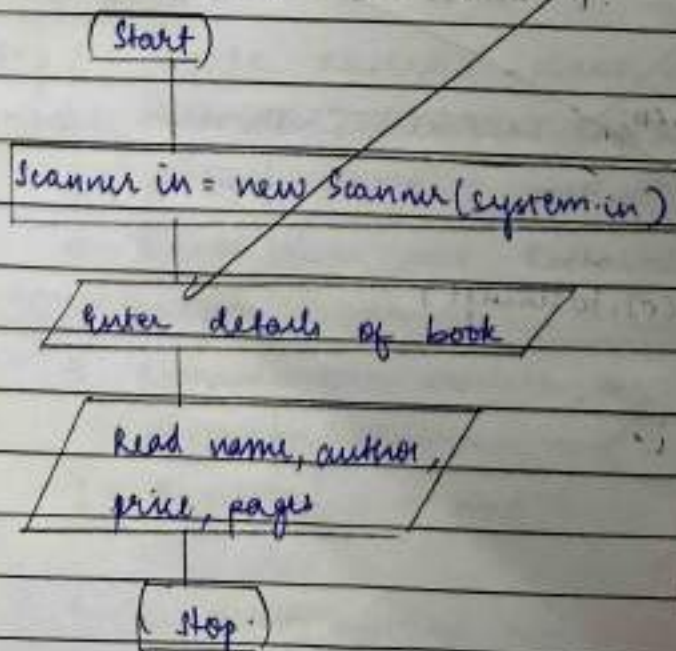 Start
Scanner in = new Scanner(system.in)
Enter details of book
Read name, author,
price, pages
Stop.